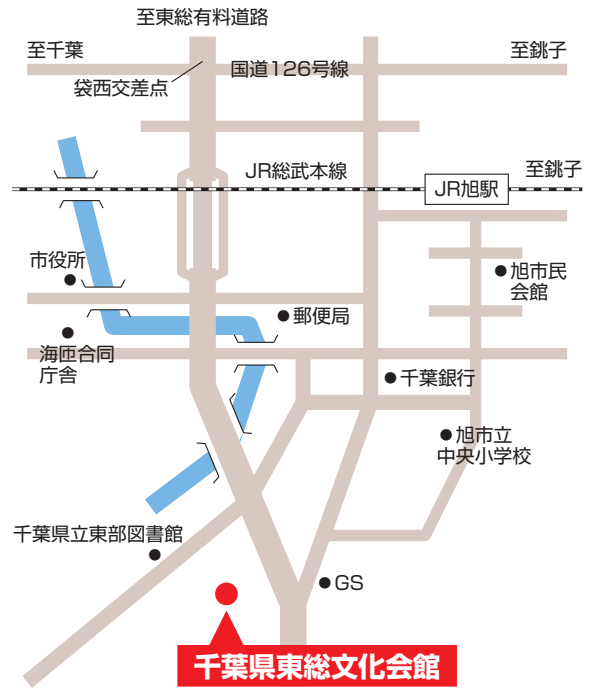 至東総有料道路
至千葉
国道126号線
至銚子
袋西交差点
JR総武本線
至銚子
JR旭駅
市役所
旭市民
会館
郵便局
海匝合同
庁舎
千葉銀行
旭市立
中央小学校
千葉県立東部図書館
GS
千葉県東総文化会館